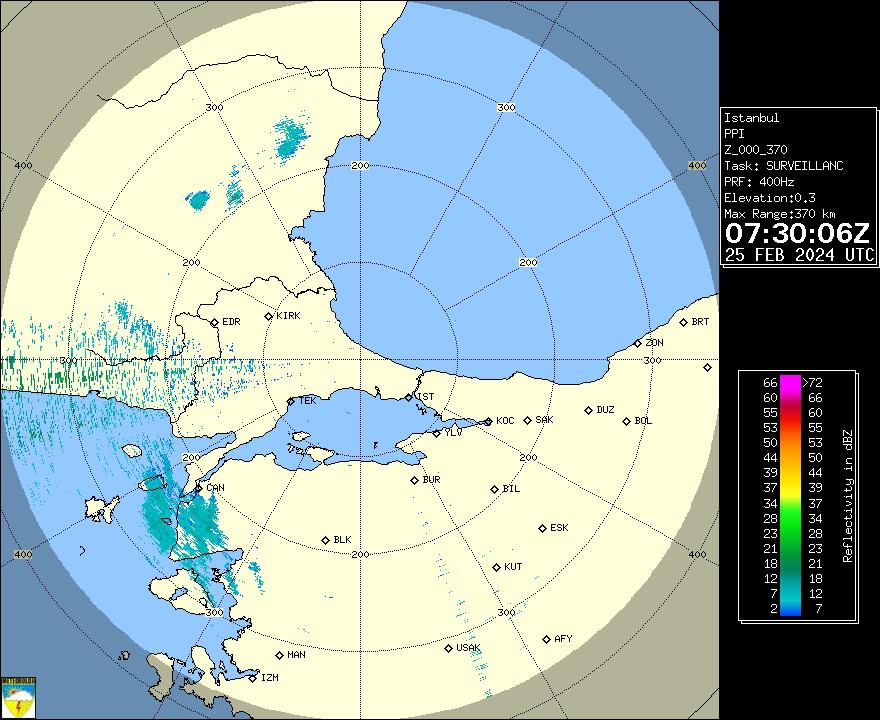 300
300
400
200
400
200
200
EDR
KIRK
BRT
ZON
300
300
TEK
IST
DUZ
KOC
SAK
BOL
YLV
200
200
BUR
CAN
BIL
ESK
BLK
400
200
400
KUT
300
300
AFY
USAK
MAN
IZM
Istanbul
PPI
Z_000_370
Task: SURVEILLANC
PRF: 400Hz
Elevation:0.3
Max Range:370 km
07:30:06Z
25 FEB 2024 UTC
66 >72
60 66
55 60
53 55
50 53
44 50
39 44
37 39
34 37
28 34
23 28
21 23
18 21
12 18
7 12
2 7
Reflectivity in dBZ